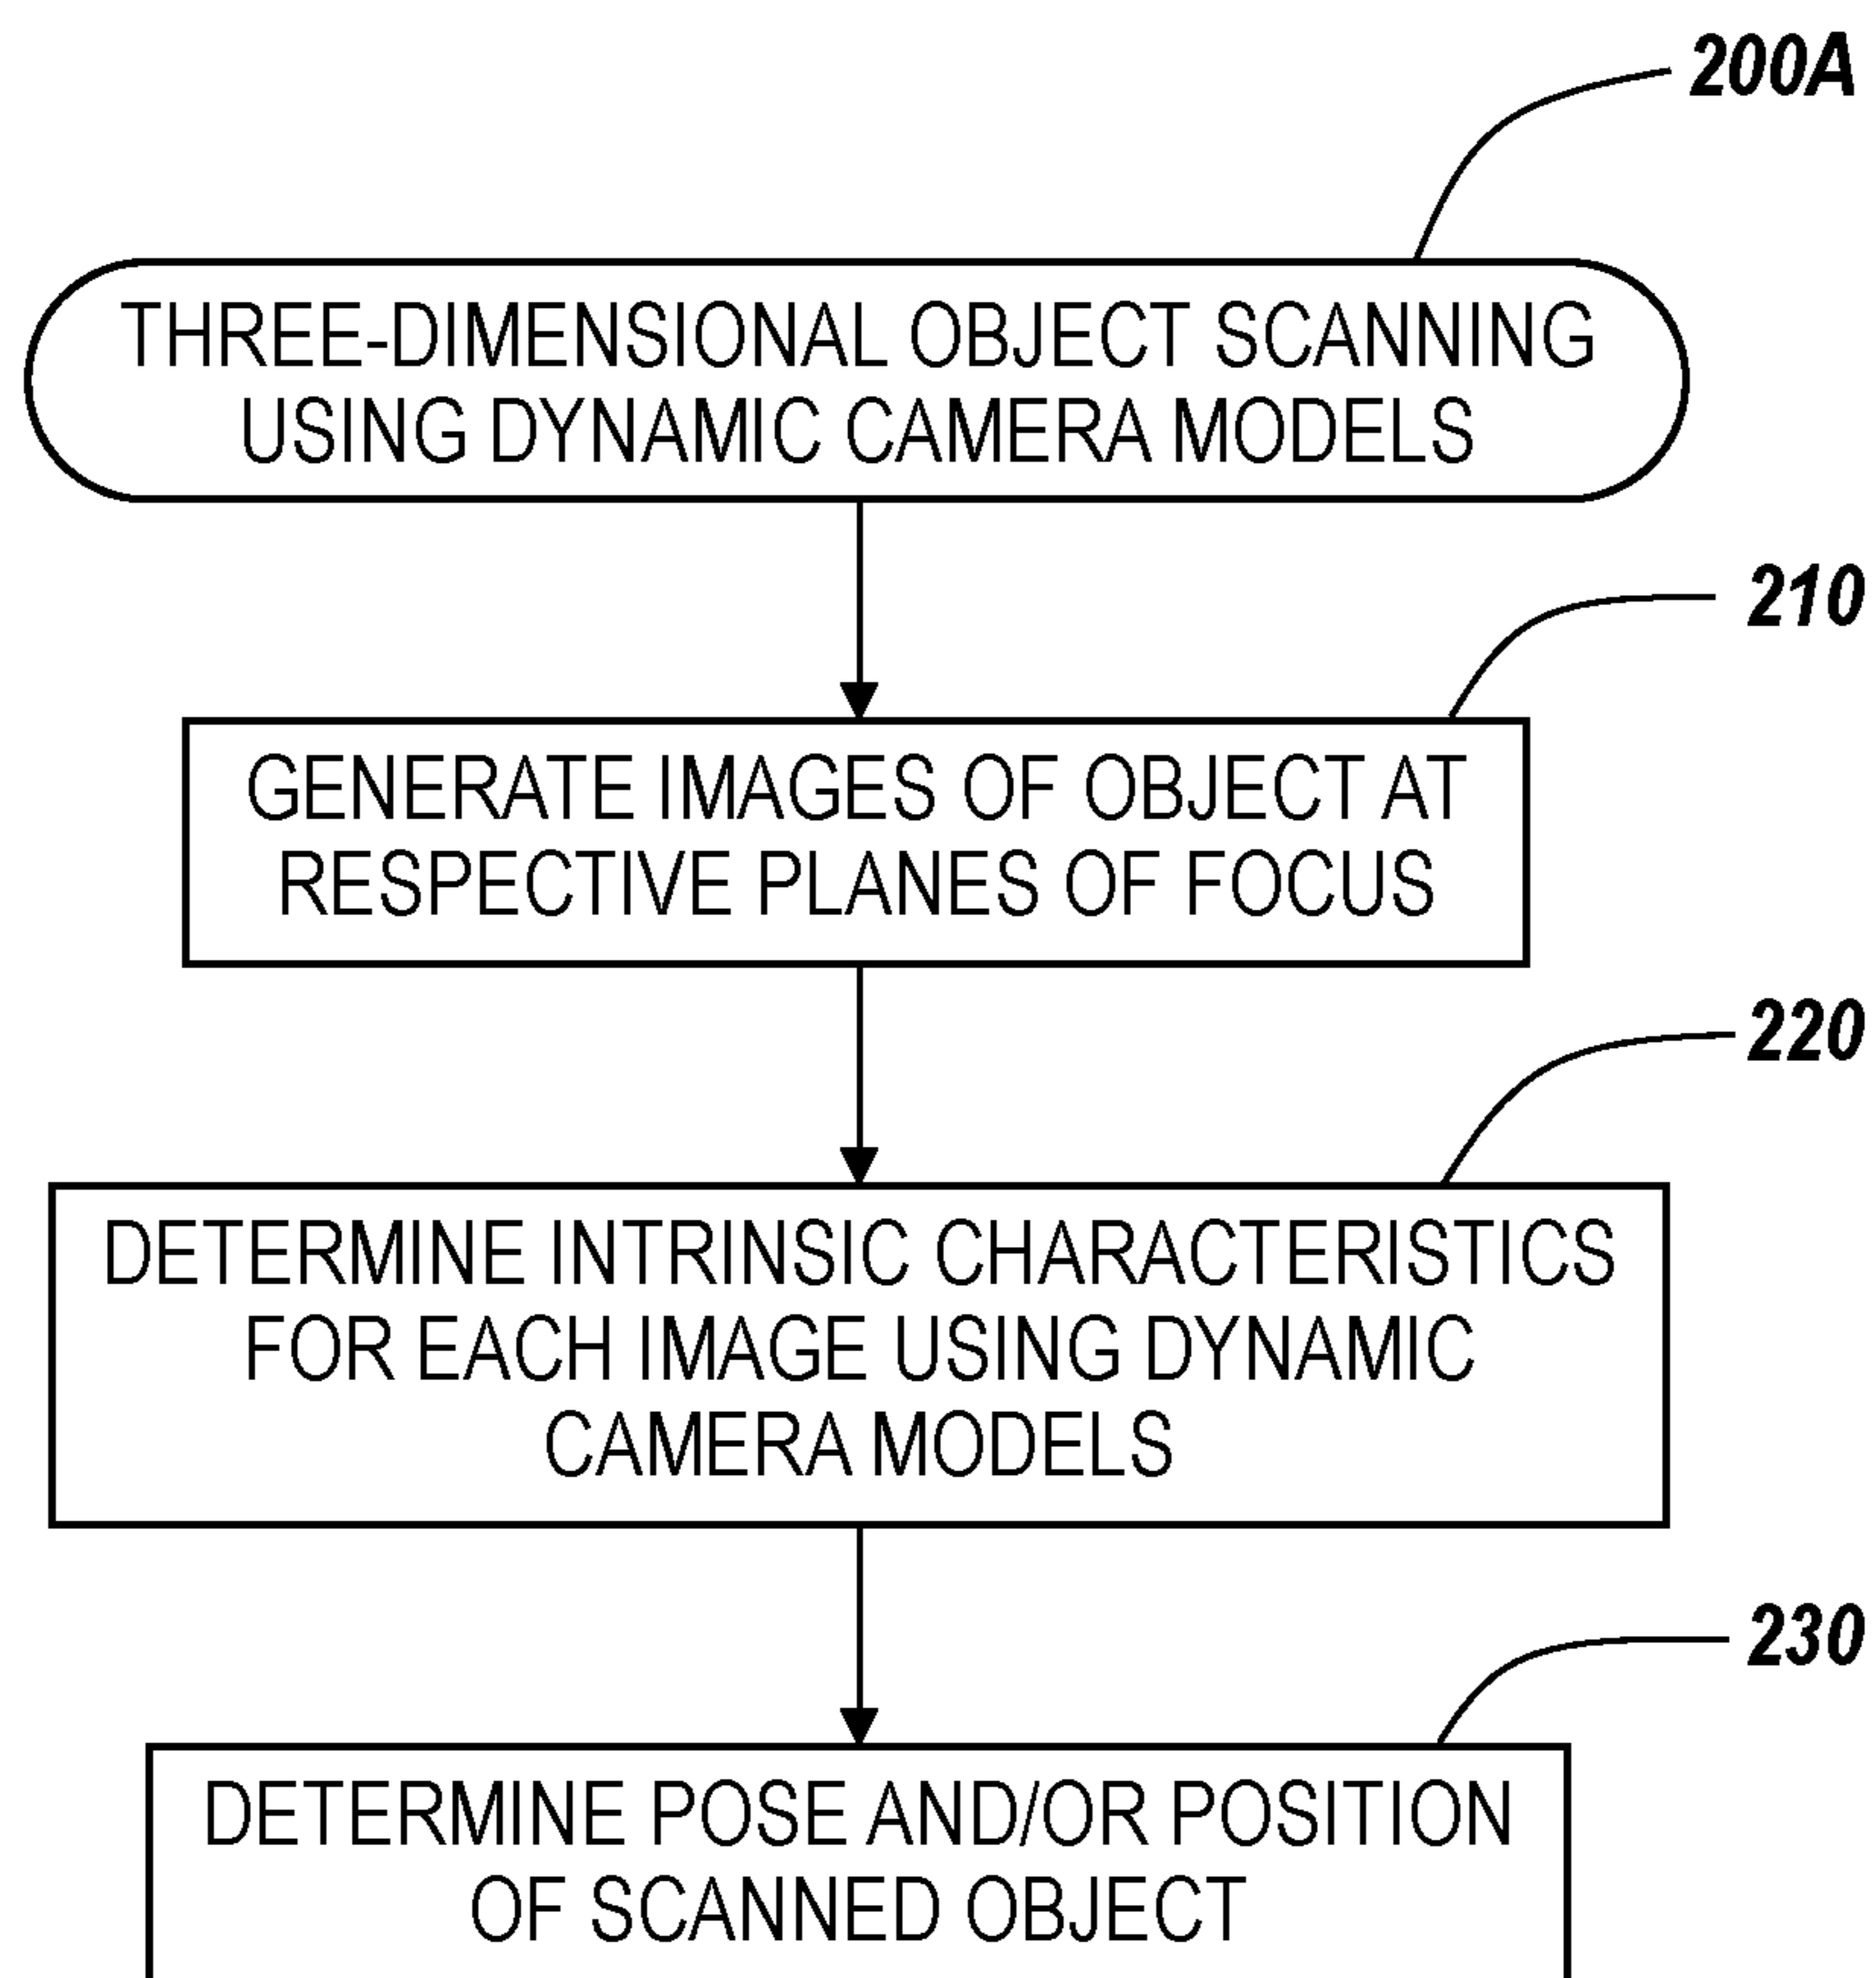 200A
THREE-DIMENSIONAL OBJECT SCANNING
USING DYNAMIC CAMERA MODELS
210
GENERATE IMAGES OF OBJECT AT
RESPECTIVE PLANES OF FOCUS
220
DETERMINE INTRINSIC CHARACTERISTICS
FOR EACH IMAGE USING DYNAMIC
CAMERA MODELS
230
DETERMINE POSE AND/OR POSITION
OF SCANNED OBJECT